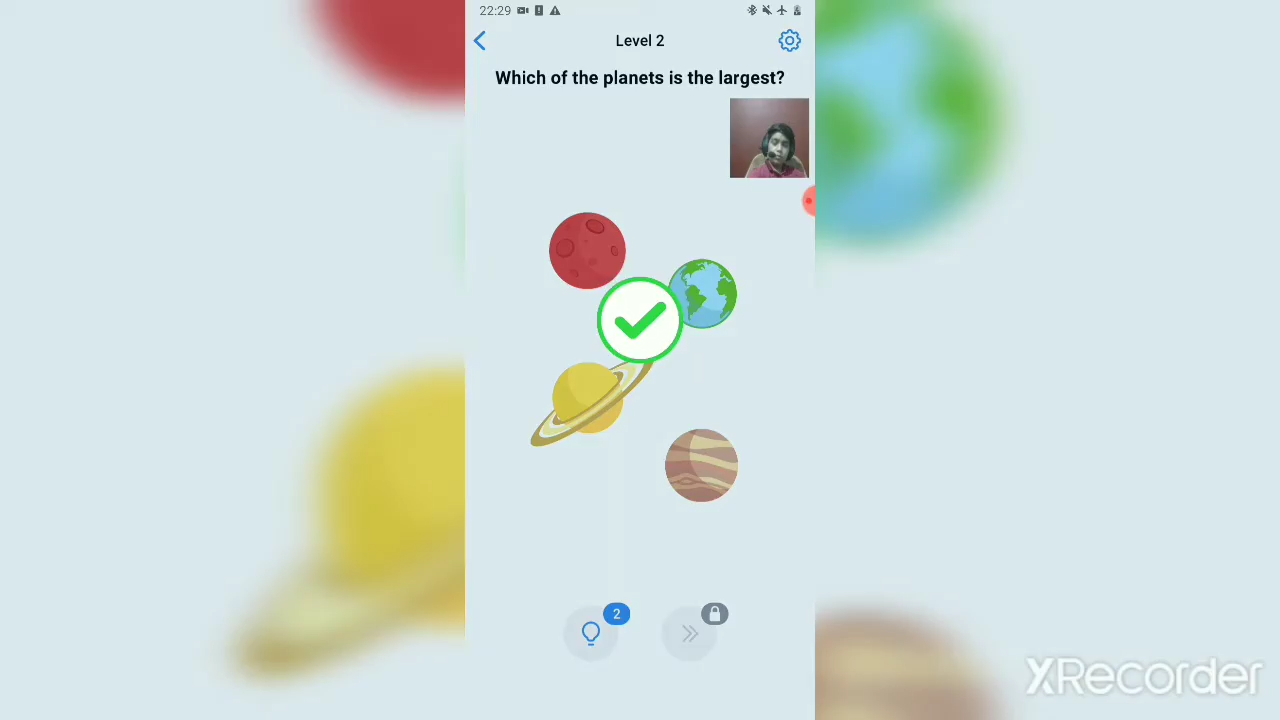 22:29
Level 2
Which of the planets is the largest?
2
XRecorder